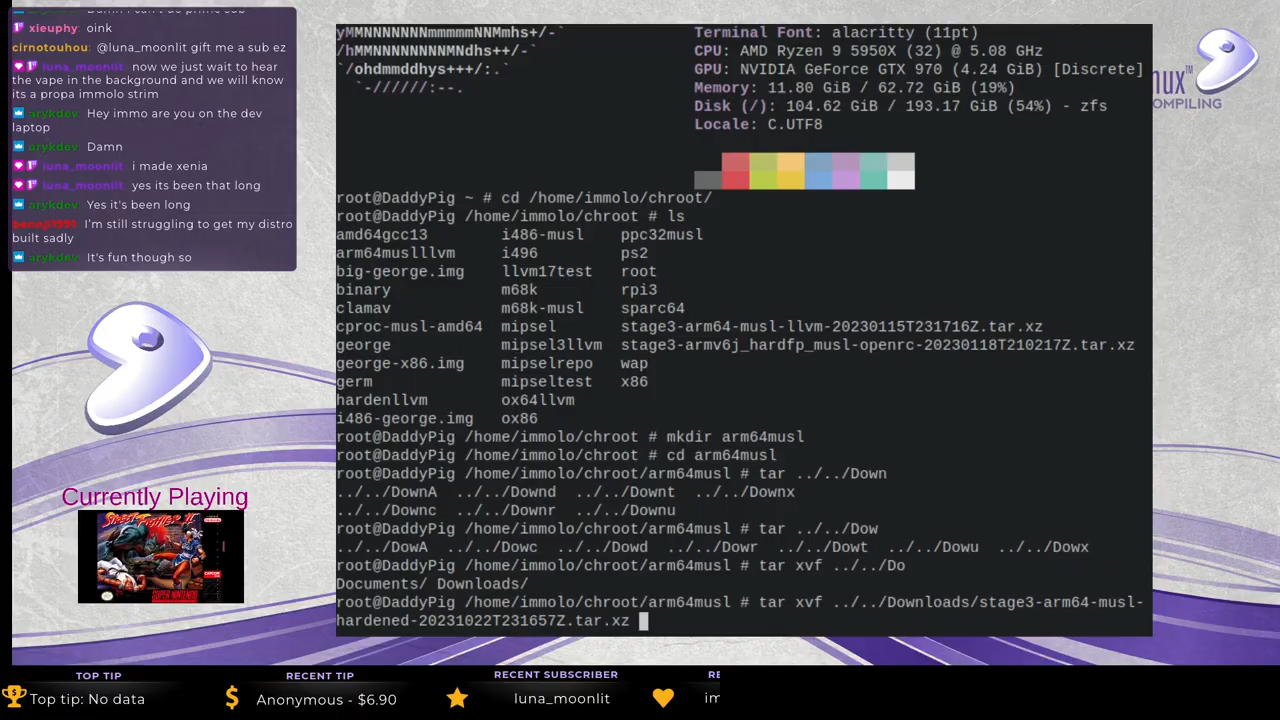 xieuphy: oink
cirnotouhou: @luna_moonlit gift me a sub ez
luna_moonlit now we just wait to hear
the vape in the background and we will know
its a propa immolo strim
arykdev: Hey immo are you on the dev
laptop
arykdev: Damn
luna_moonlit i made xenia
luna_moonlit yes its been that long
arykdev: Yes it's been long
benoji1991: I'm still struggling to get my distro
built sadly
arykdev: It's fun though so
Currently Playing
STREET FIGHTER II
SUPER NINTENDO
yMMNNNNNNNmmmmmNNMmhs+/-`
/hMMNNNNNNNNMNdhs++/-`
`/ohdmmddhys+++/:.`
`-//////:--.
Terminal Font: alacritty (11pt)
CPU: AMD Ryzen 9 5950X (32) @ 5.08 GHz
GPU: NVIDIA GeForce GTX 970 (4.24 GiB) [Discrete]
Memory: 11.80 GiB / 62.72 GiB (19%)
Disk (/): 104.62 GiB / 193.17 GiB (54%) - zfs
Locale: C.UTF8
root@DaddyPig ~ # cd /home/immolo/chroot/
root@DaddyPig /home/immolo/chroot # ls
amd64gcc13 i486-musl ppc32musl
arm64muslllvm i496 ps2
big-george.img llvm17test root
binary m68k rpi3
clamav m68k-musl sparc64
cproc-musl-amd64 mipsel stage3-arm64-musl-llvm-20230115T231716Z.tar.xz
george mipsel3llvm stage3-armv6j_hardfp_musl-openrc-20230118T210217Z.tar.xz
george-x86.img mipselrepo wap
germ mipseltest x86
hardenllvm ox64llvm
i486-george.img ox86
root@DaddyPig /home/immolo/chroot # mkdir arm64musl
root@DaddyPig /home/immolo/chroot # cd arm64musl
root@DaddyPig /home/immolo/chroot/arm64musl # tar ../../Down
../../DownA ../../Downd ../../Downt ../../Downx
../../Downc ../../Downr ../../Downu
root@DaddyPig /home/immolo/chroot/arm64musl # tar ../../Dow
../../DowA ../../Dowc ../../Dowd ../../Dowr ../../Dowt ../../Dowu ../../Dowx
root@DaddyPig /home/immolo/chroot/arm64musl # tar xvf ../../Do
Documents/ Downloads/
root@DaddyPig /home/immolo/chroot/arm64musl # tar xvf ../../Downloads/stage3-arm64-musl-
hardened-20231022T231657Z.tar.xz
nux™
COMPILING
TOP TIP
Top tip: No data
RECENT TIP
Anonymous - $6.90
RECENT SUBSCRIBER
luna_moonlit
RE
im